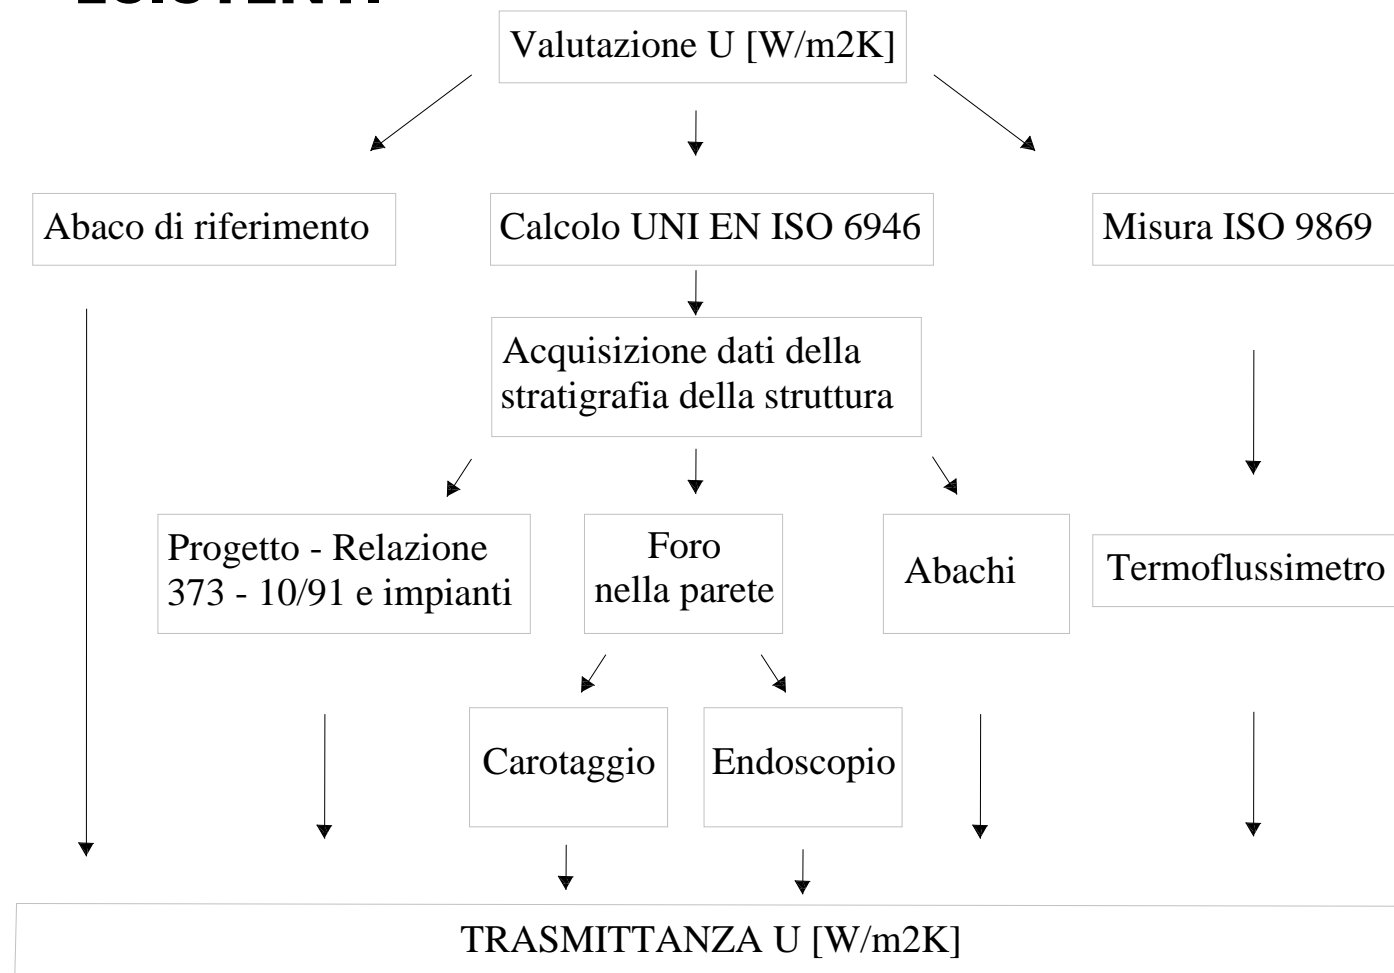 Valutazione U [W/m2K]
Abaco di riferimento
Calcolo UNI EN ISO 6946
Misura ISO 9869
Acquisizione dati della
stratigrafia della struttura
Progetto - Relazione
373 - 10/91 e impianti
Foro
nella parete
Abachi
Termoflussimetro
Carotaggio
Endoscopio
TRASMITTANZA U [W/m2K]